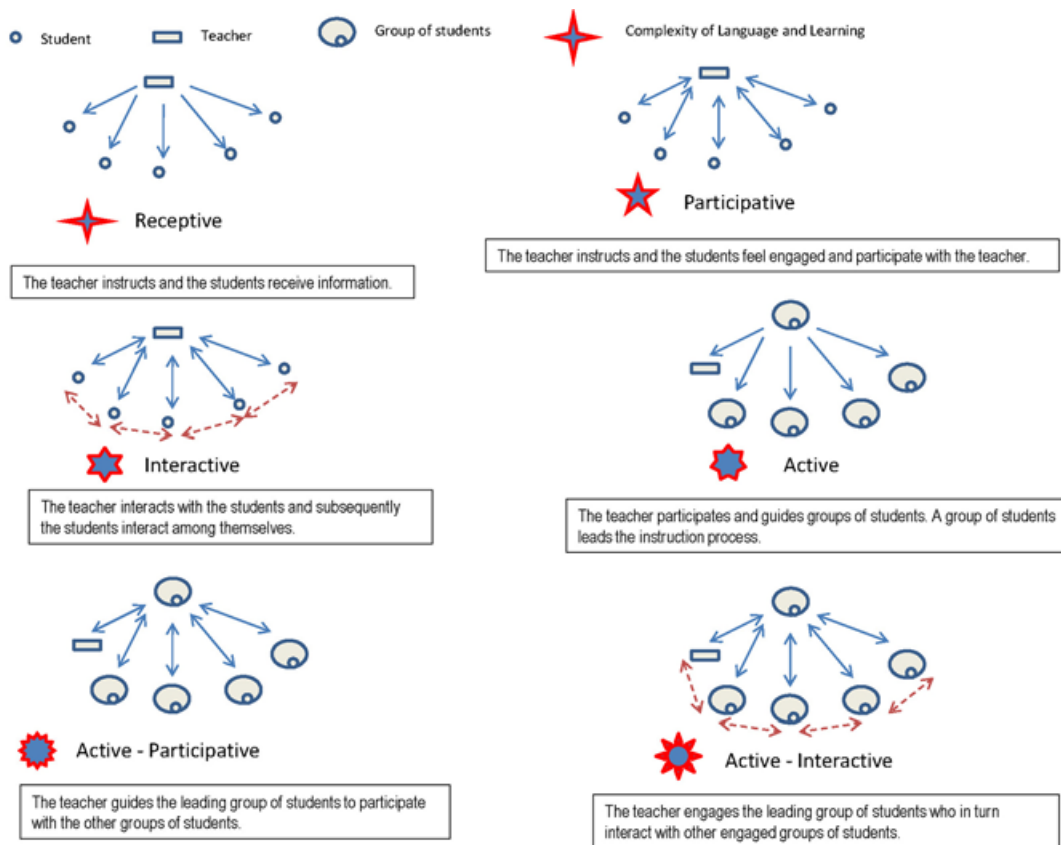 Student
Teacher
Group of students
Complexity of Language and Learning
Receptive
The teacher instructs and the students receive information.
Participative
The teacher instructs and the students feel engaged and participate with the teacher.
Interactive
The teacher interacts with the students and subsequently
the students interact among themselves.
Active
The teacher participates and guides groups of students. A group of students
leads the instruction process.
Active - Participative
The teacher guides the leading group of students to participate
with the other groups of students.
Active - Interactive
The teacher engages the leading group of students who in turn
interact with other engaged groups of students.